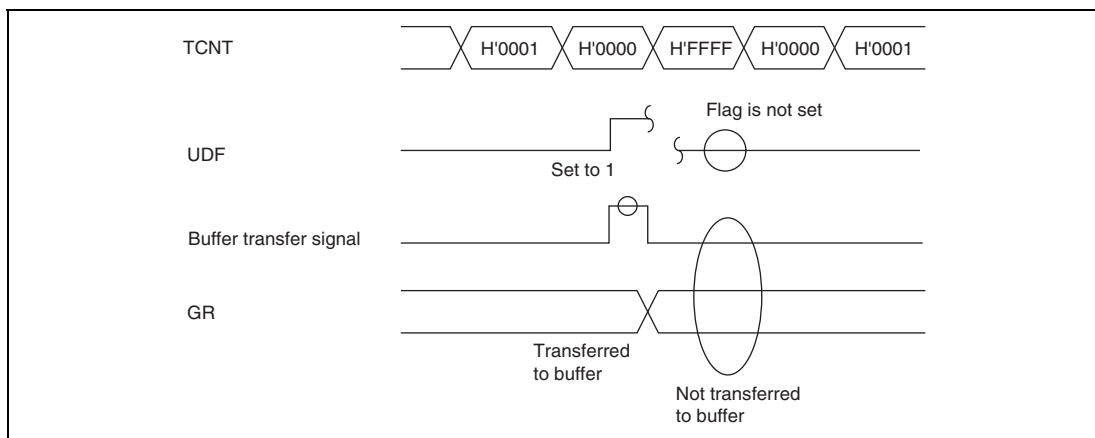 TCNT
H'0001 H'0000 H'FFFF H'0000 H'0001
Flag is not set
UDF
Set to 1
Buffer transfer signal
GR
Transferred
to buffer
Not transferred
to buffer